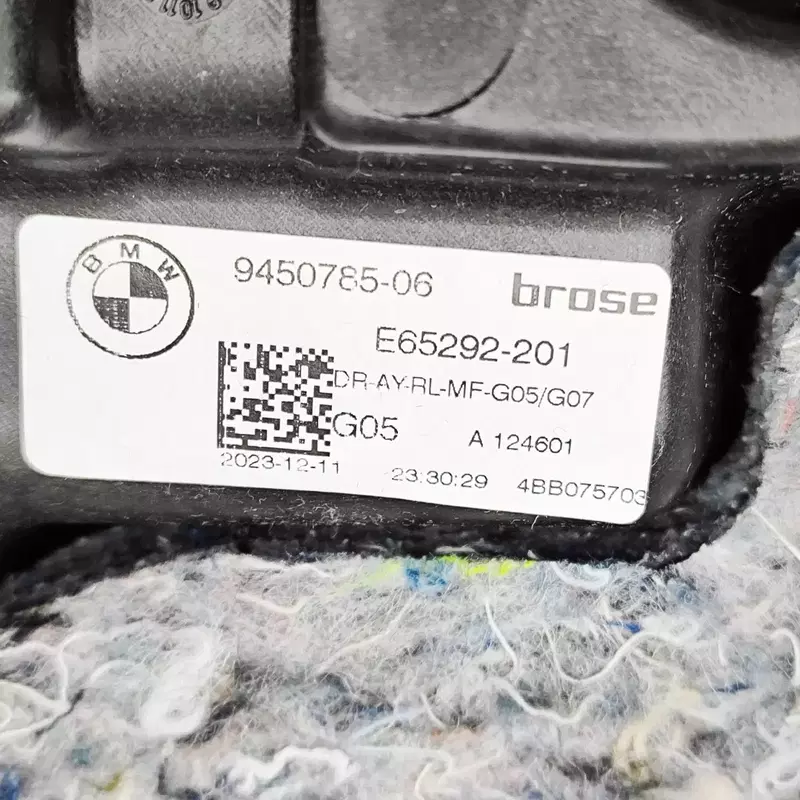 BMW
9450785-06
brose
E65292-201
DR-AY-RL-MF-G05/G07
G05
A 124601
2023-12-11
23:30:29
4BB075703